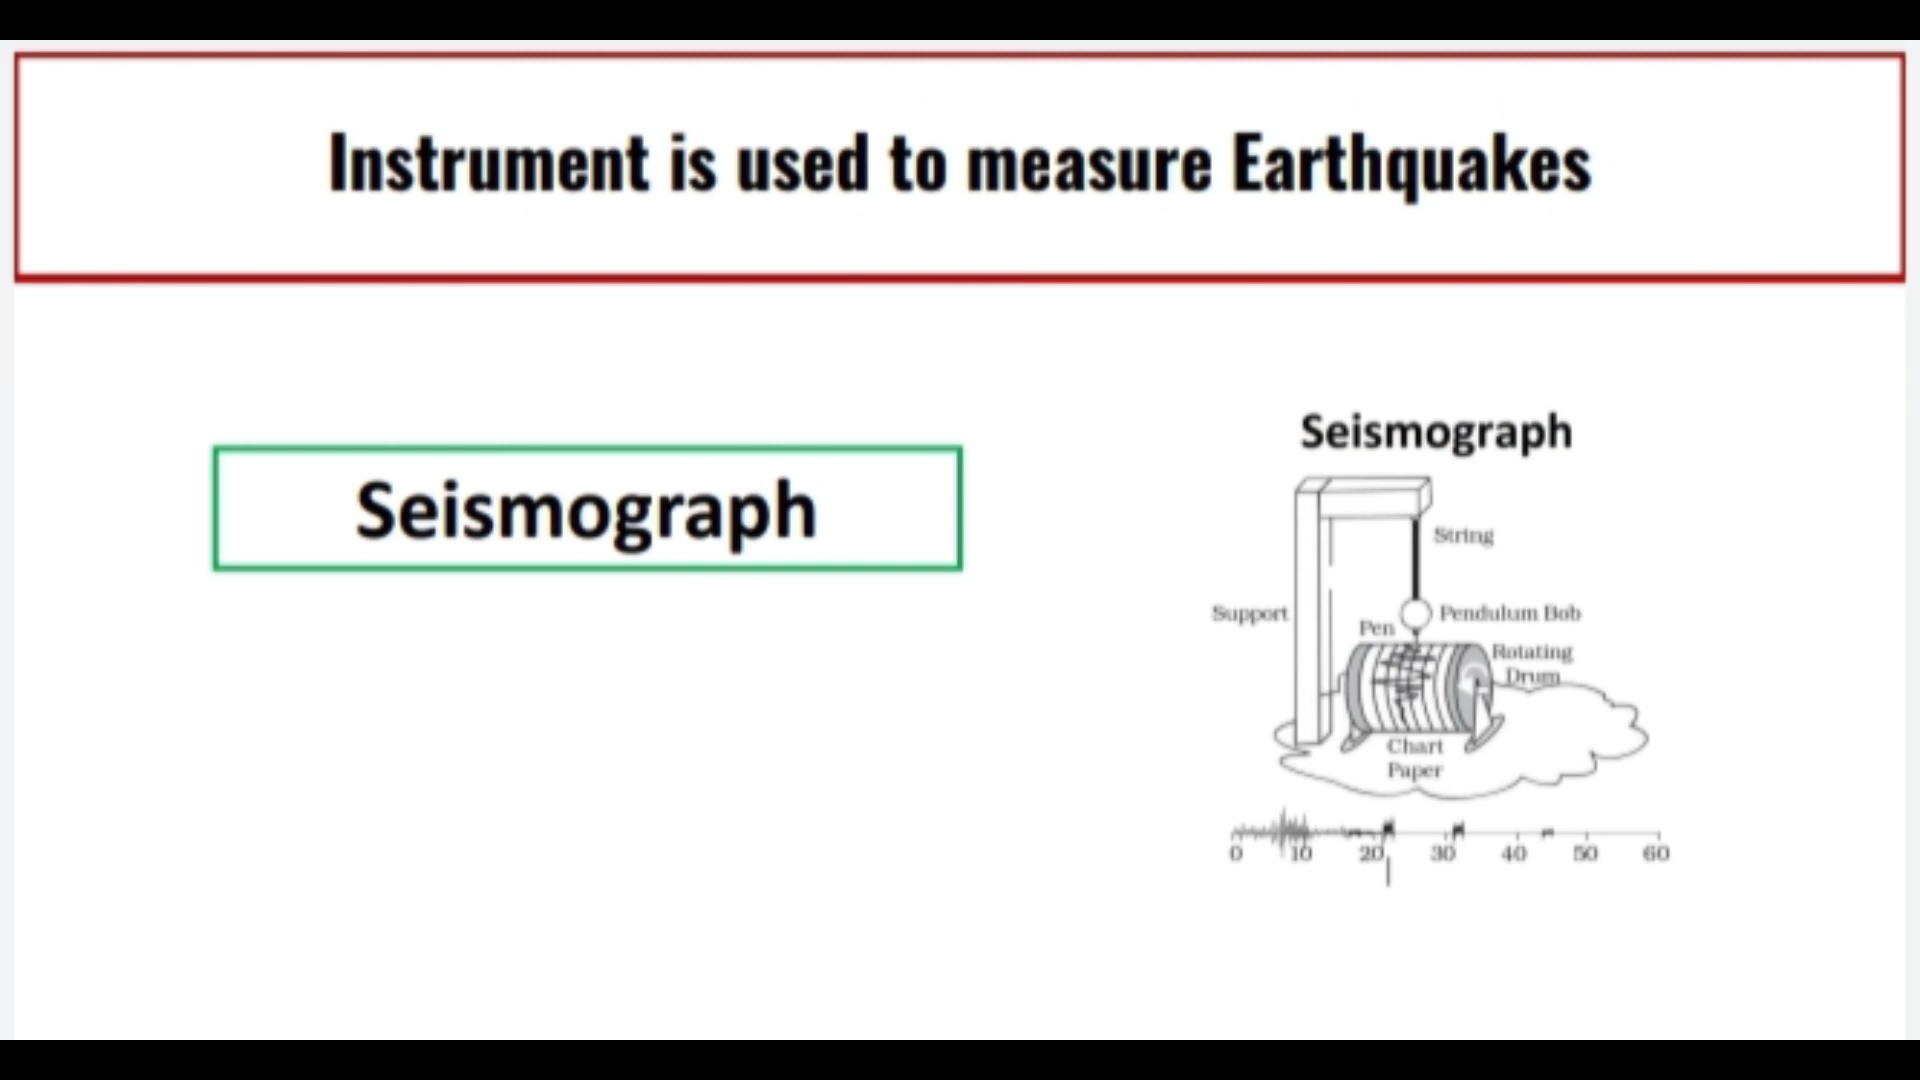 Instrument is used to measure Earthquakes
Seismograph
Seismograph
String
Support
Pendulum Bob
Pen
Rotating
Drum
Chart
Paper
0 10 20 30 40 50 60